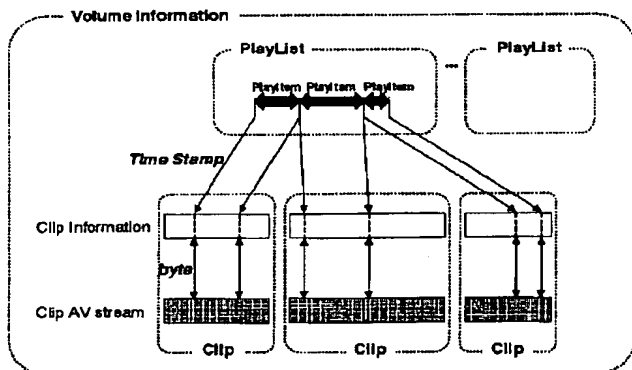 Volume Information
PlayList
...
PlayList
PlayItem PlayItem PlayItem
Time Stamp
Clip Information
byte
Clip AV stream
Clip
Clip
Clip